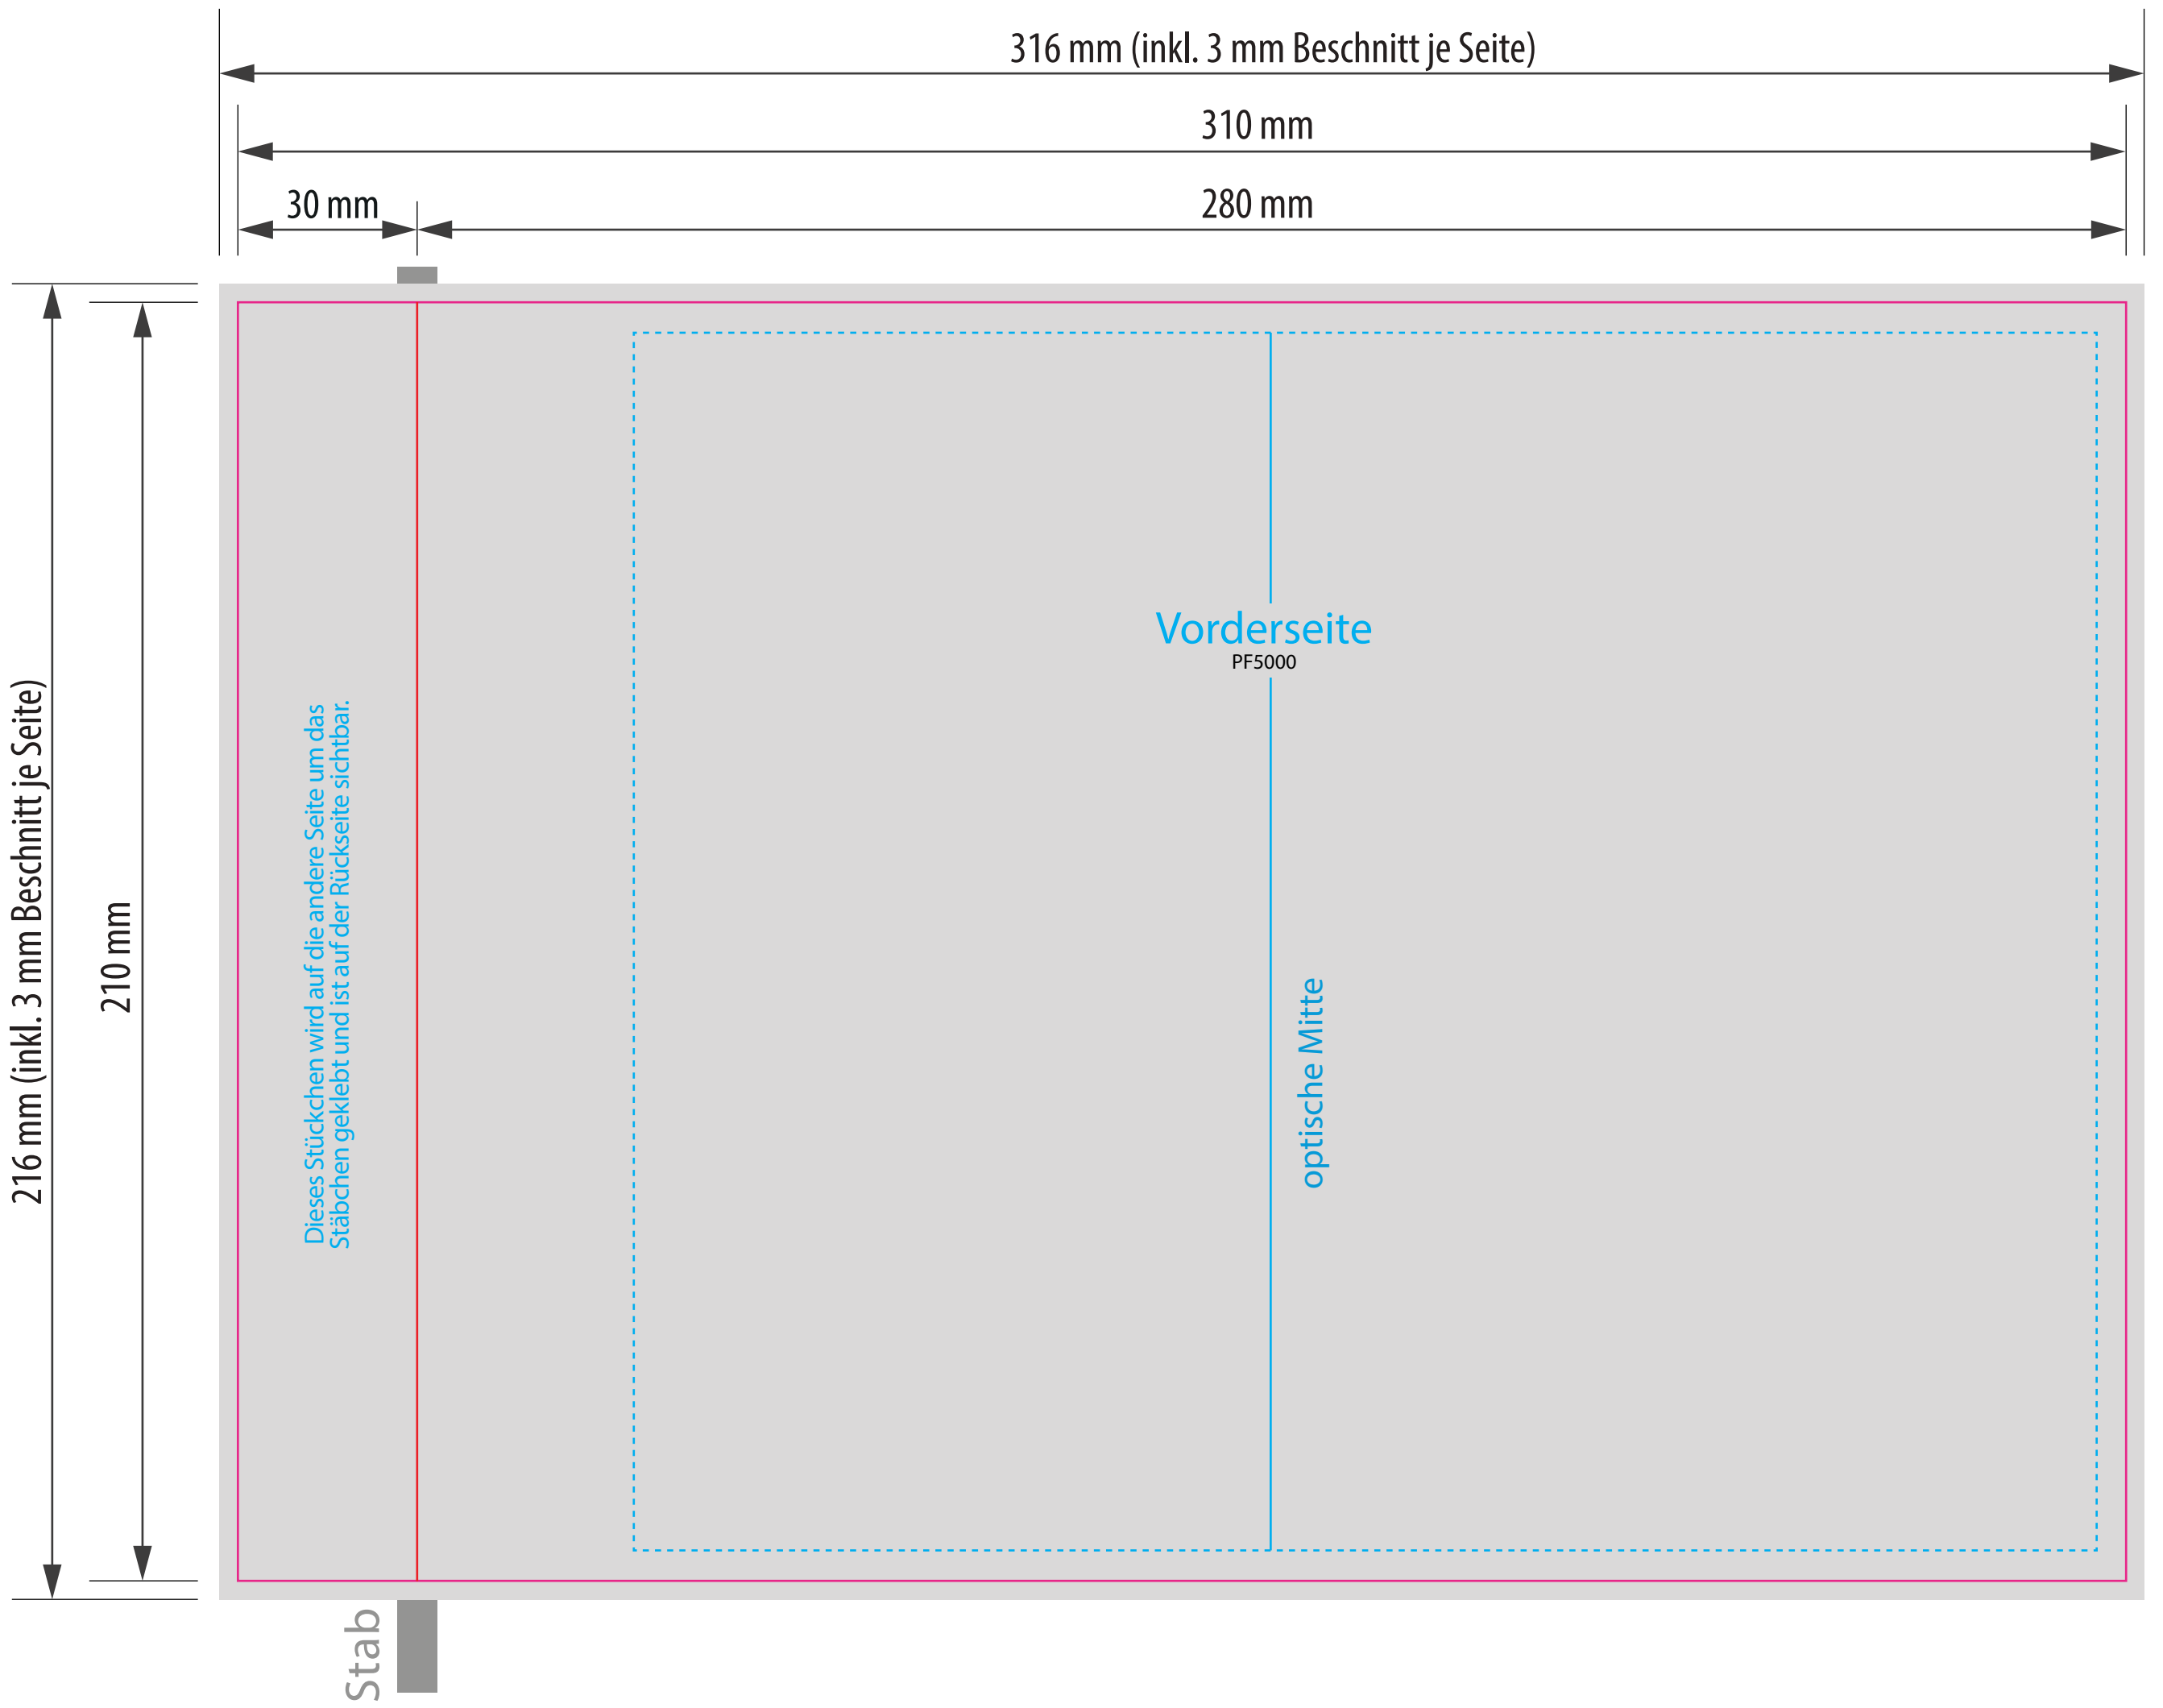 316 mm (inkl. 3 mm Beschnitt je Seite)
310 mm
30 mm
280 mm
216 mm (inkl. 3 mm Beschnitt je Seite)
210 mm
Dieses Stückchen wird auf die andere Seite um das
Stäbchen geklebt und ist auf der Rückseite sichtbar.
Vorderseite
PF5000
optische Mitte
Stab